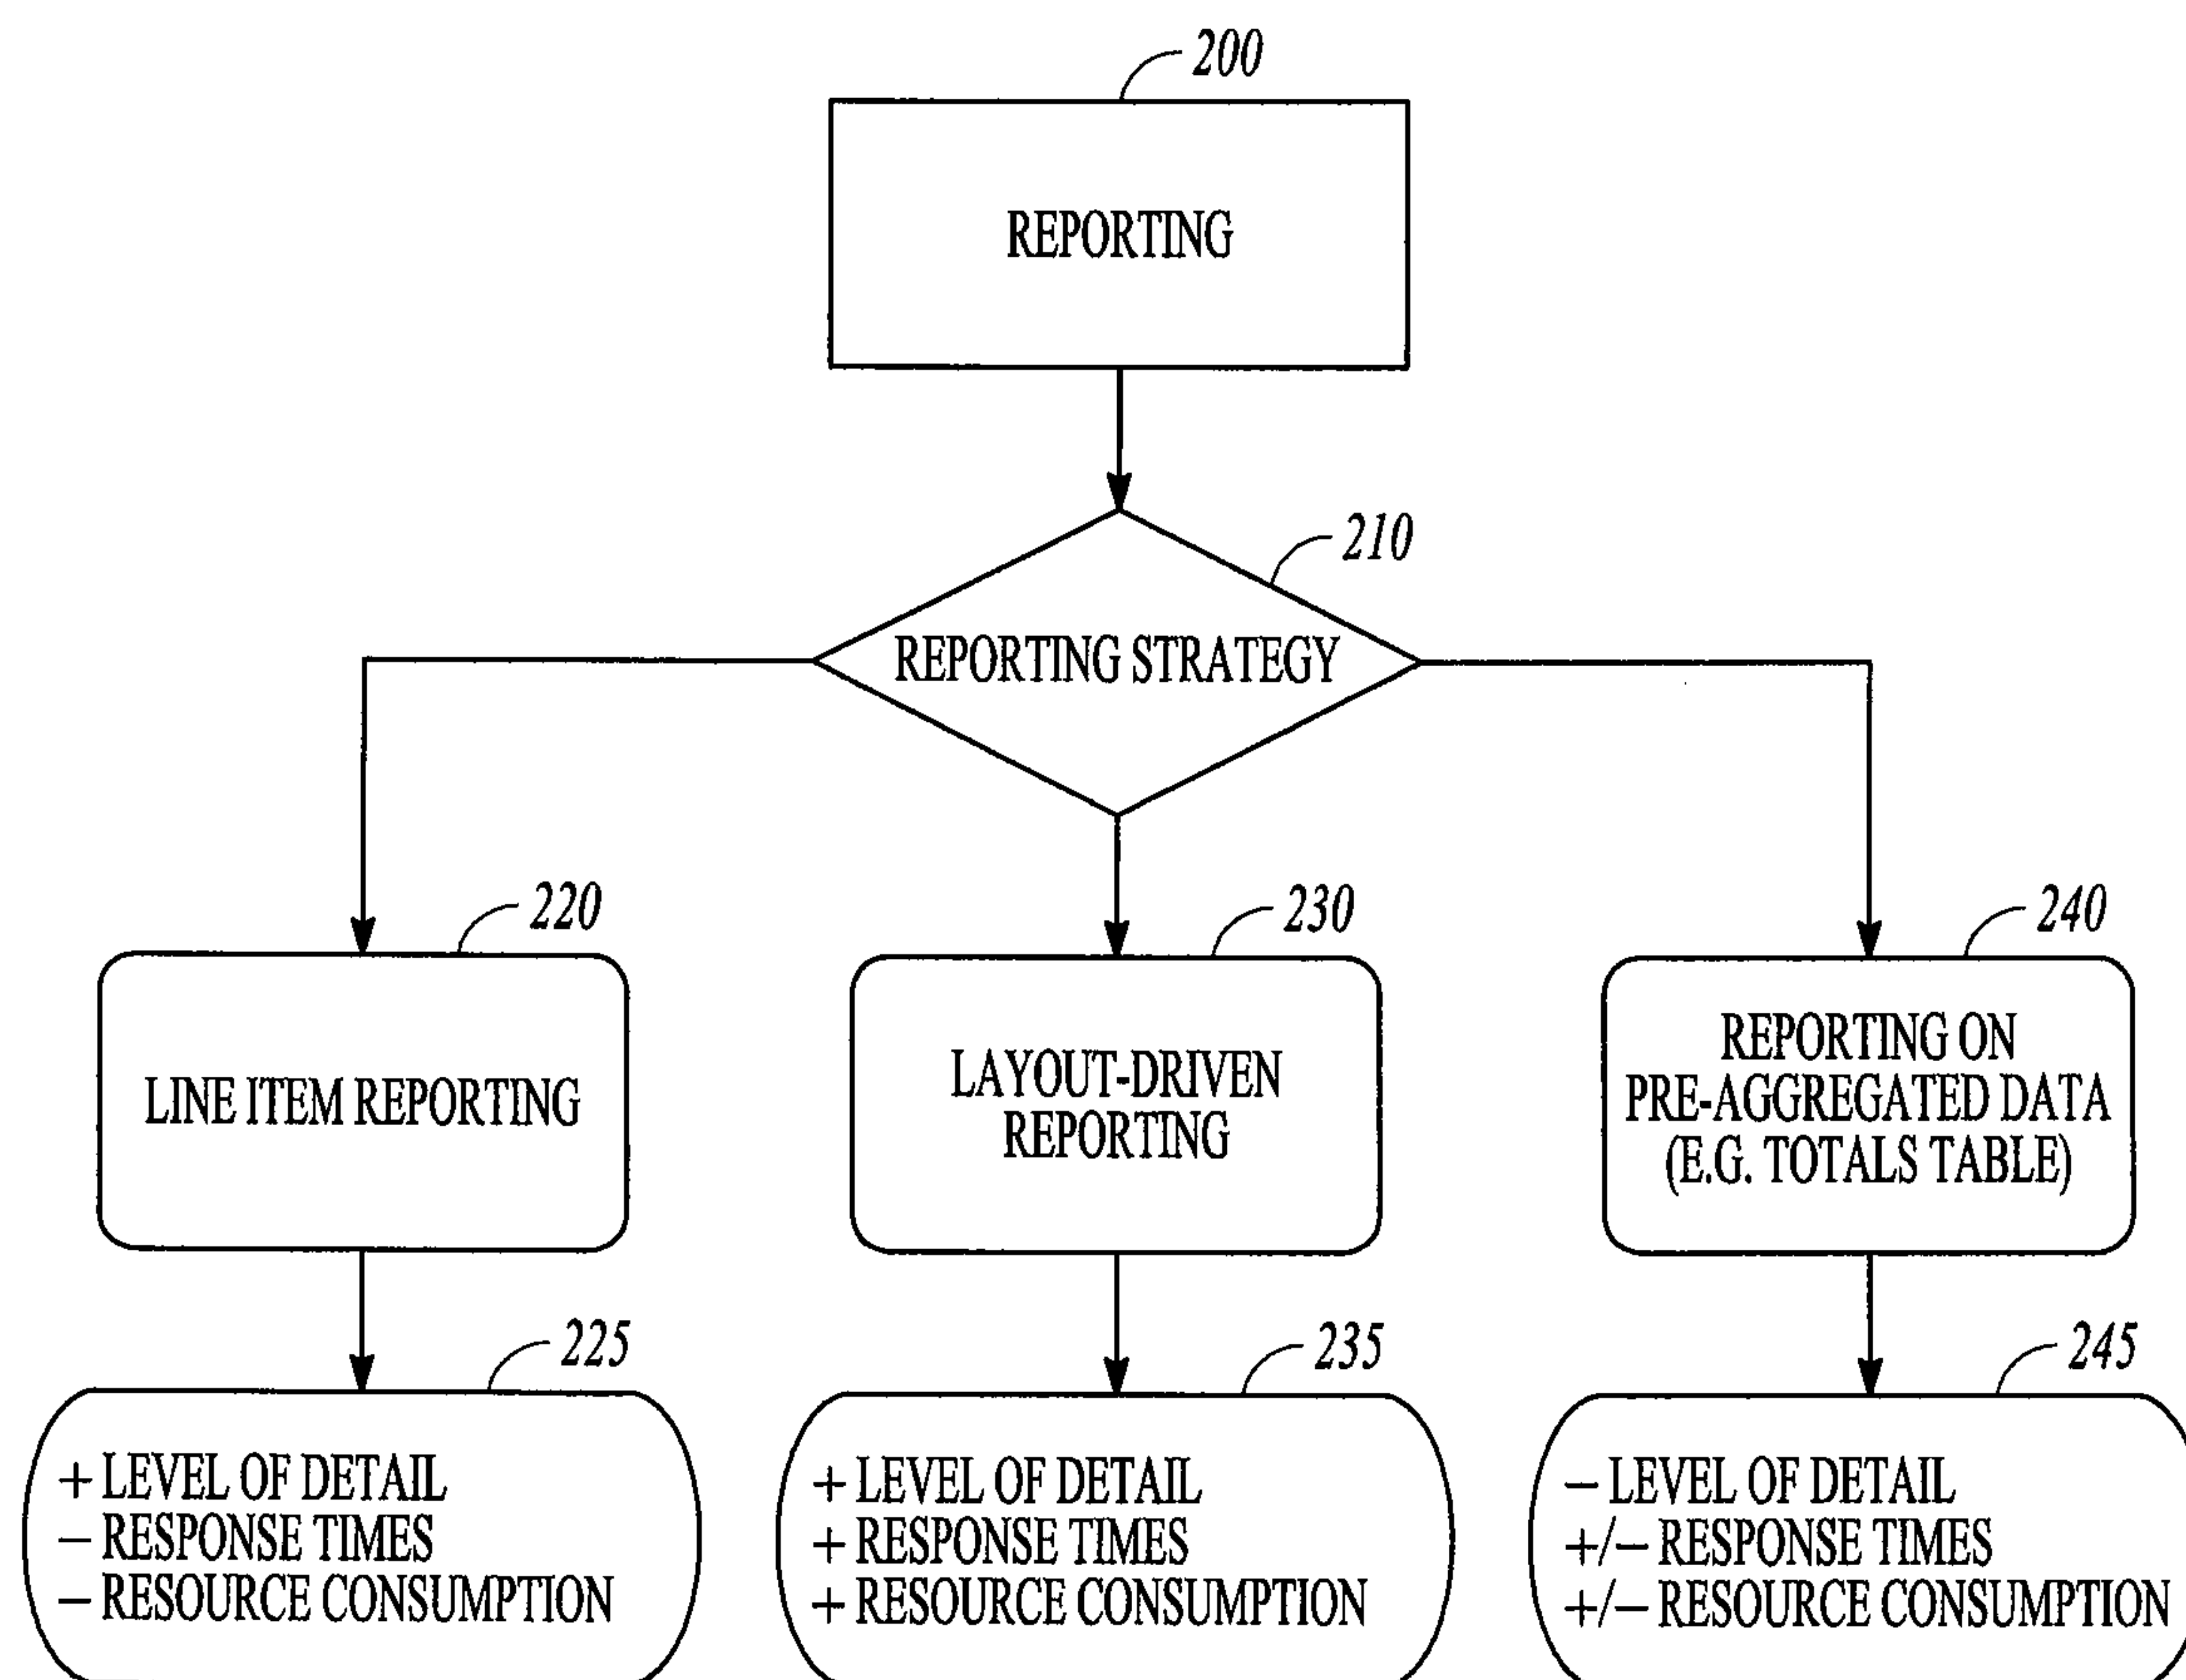 200
REPORTING
210
REPORTING STRATEGY
220
LINE ITEM REPORTING
230
LAYOUT-DRIVEN
REPORTING
240
REPORTING ON
PRE-AGGREGATED DATA
(E.G. TOTALS TABLE)
225
+ LEVEL OF DETAIL
− RESPONSE TIMES
− RESOURCE CONSUMPTION
235
+ LEVEL OF DETAIL
+ RESPONSE TIMES
+ RESOURCE CONSUMPTION
245
− LEVEL OF DETAIL
+/− RESPONSE TIMES
+/− RESOURCE CONSUMPTION